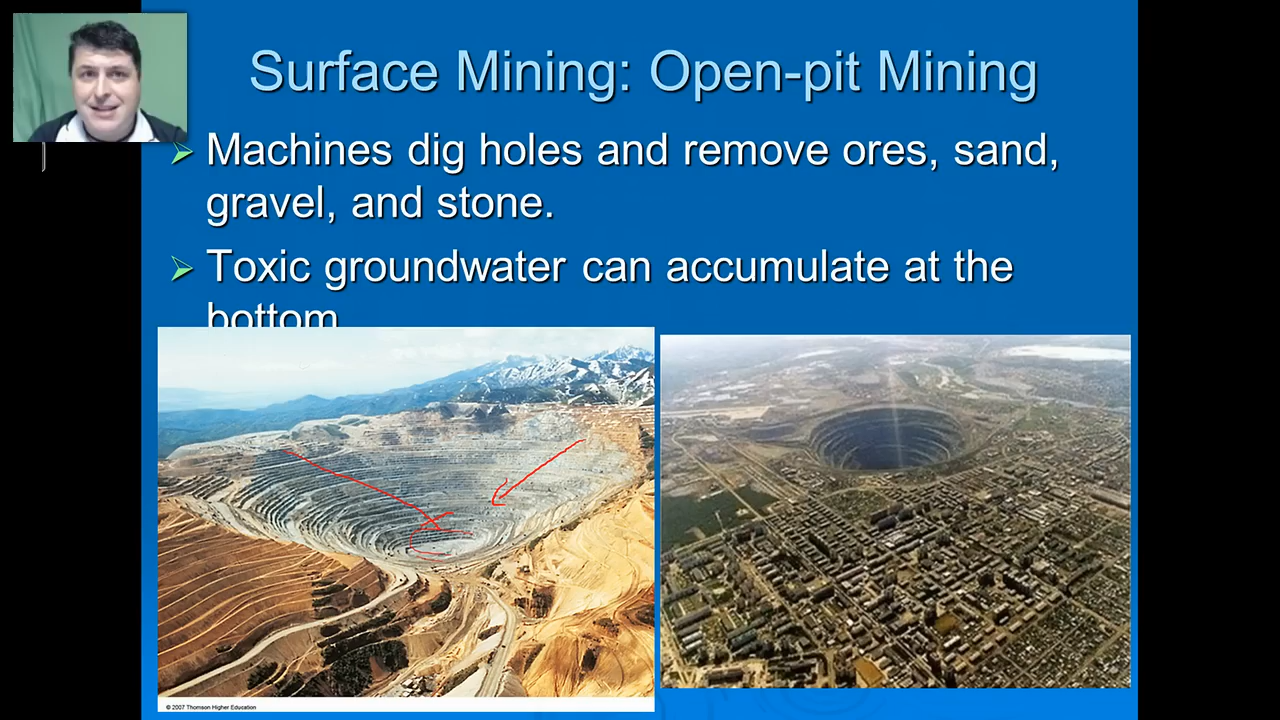 Surface Mining: Open-pit Mining
Machines dig holes and remove ores, sand,
gravel, and stone.
Toxic groundwater can accumulate at the
bottom
© 2007 Thomson Higher Education